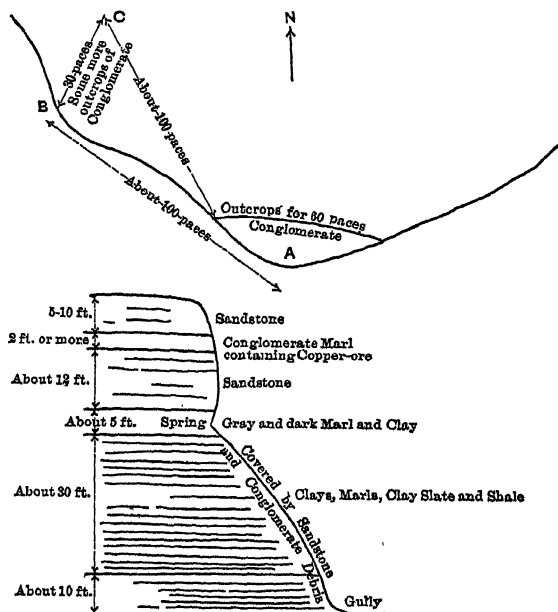 C
N
30 paces
Some more
outcrops of
Conglomerate
About 100
paces
B
About 100 paces
Outcrops for 60 paces
Conglomerate
A
5-10 ft.
Sandstone
2 ft. or more
Conglomerate Marl
containing Copper-ore
About 12 ft.
Sandstone
About 5 ft.
Spring
Gray and dark Marl and Clay
About 30 ft.
Covered by Sandstone
and Conglomerate Debris
Clays, Marls, Clay Slate and Shale
About 10 ft.
Gully